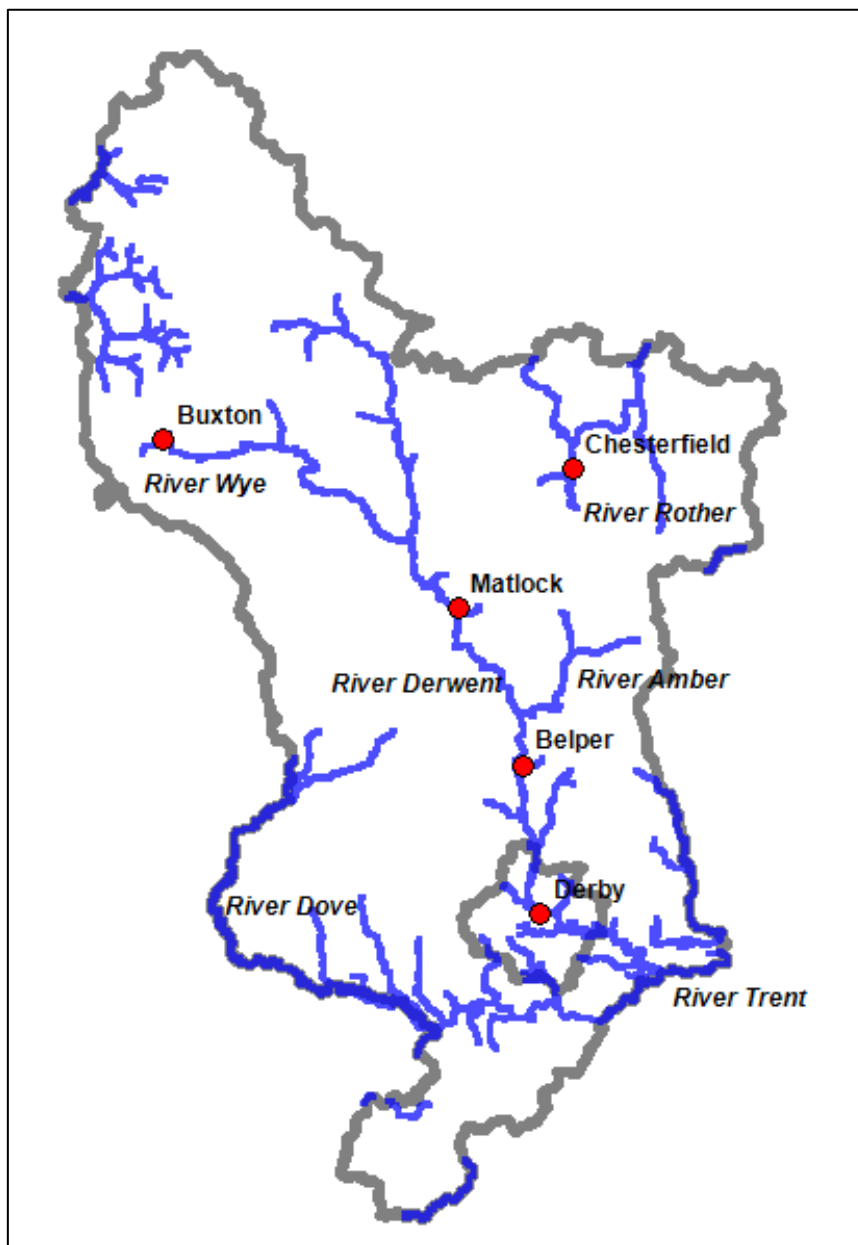 Buxton
Chesterfield
River Wye
River Rother
Matlock
River Derwent
River Amber
Belper
Derby
River Dove
River Trent